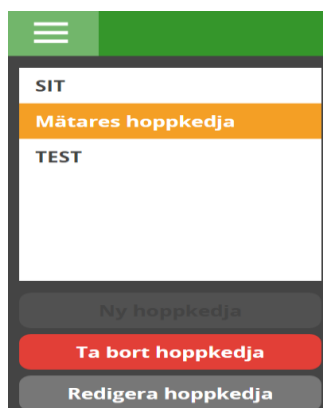 SIT
Mätares hoppkedja
TEST
Ny hoppkedja
Ta bort hoppkedja
Redigera hoppkedja